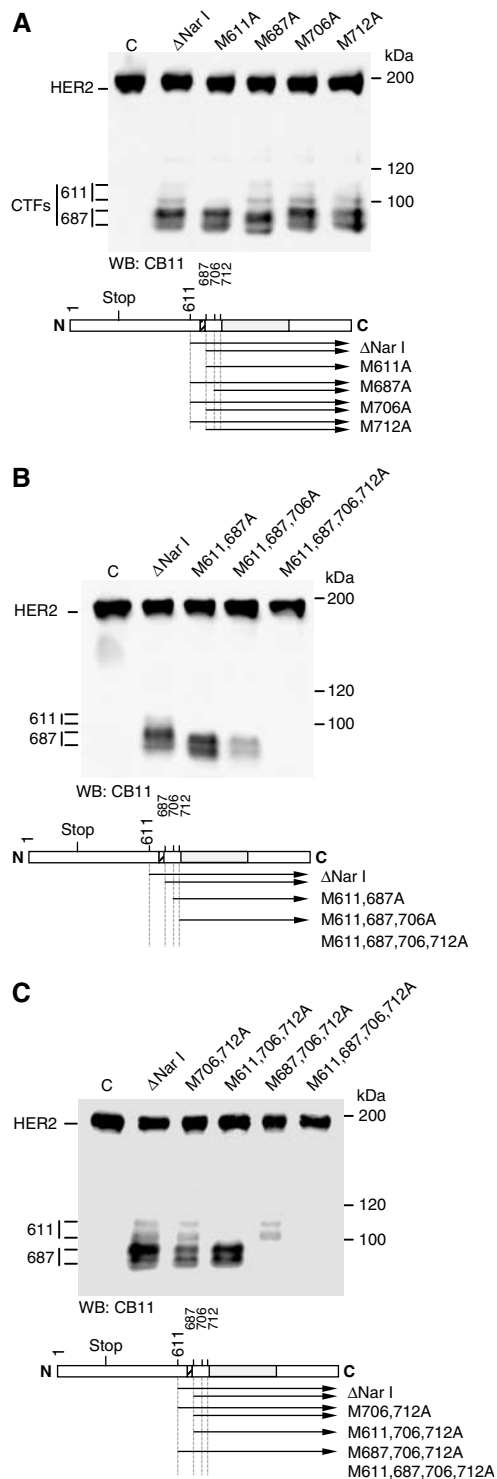 A
C ΔNar I M611A M687A M706A M712A
kDa
HER2
200
120
100
CTFs
611
687
WB: CB11
1 Stop 611 687 706 712
N C
ΔNar I
M611A
M687A
M706A
M712A
B
C ΔNar I M611,687A M611,687,706A M611,687,706,712A
kDa
HER2
200
120
100
611
687
WB: CB11
1 Stop 611 687 706 712
N C
ΔNar I
M611,687A
M611,687,706A
M611,687,706,712A
C
C ΔNar I M706,712A M611,706,712A M687,706,712A M611,687,706,712A
kDa
HER2
200
120
100
611
687
WB: CB11
1 Stop 611 687 706 712
N C
ΔNar I
M706,712A
M611,706,712A
M687,706,712A
M611,687,706,712A